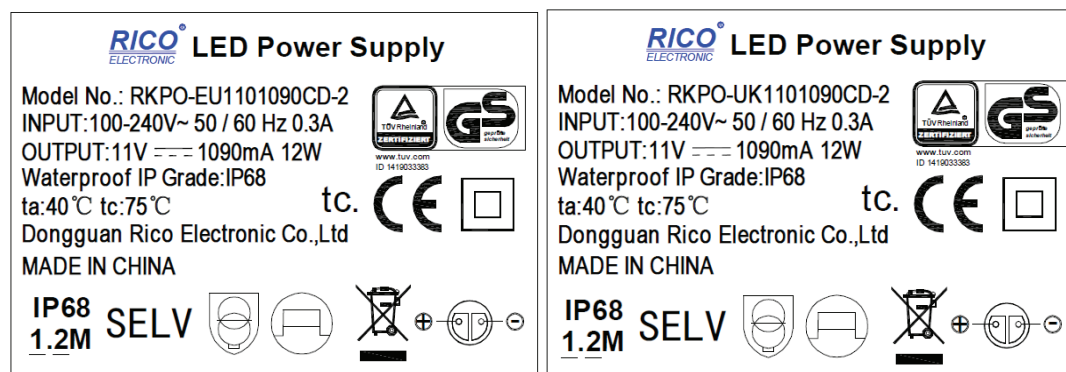 RICO ® LED Power Supply
ELECTRONIC
Model No.: RKPO-EU1101090CD-2
INPUT:100-240V~ 50 / 60 Hz 0.3A
OUTPUT:11V 1090mA 12W
Waterproof IP Grade:IP68
ta:40℃ tc:75℃
Dongguan Rico Electronic Co.,Ltd
MADE IN CHINA
TÜV Rheinland
ZERTIFIZIERT
GS
geprüfte
sicherheit
www.tuv.com
ID 1419033383
tc.
CE
IP68
1.2M
SELV
RICO ® LED Power Supply
ELECTRONIC
Model No.: RKPO-UK1101090CD-2
INPUT:100-240V~ 50 / 60 Hz 0.3A
OUTPUT:11V 1090mA 12W
Waterproof IP Grade:IP68
ta:40℃ tc:75℃
Dongguan Rico Electronic Co.,Ltd
MADE IN CHINA
TÜV Rheinland
ZERTIFIZIERT
GS
geprüfte
sicherheit
www.tuv.com
ID 1419033383
tc.
CE
IP68
1.2M
SELV